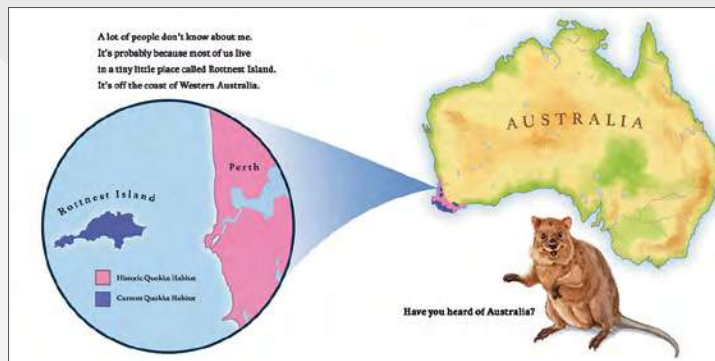 A lot of people don't know about me.
It's probably because most of us live
in a tiny little place called Rottnest Island.
It's off the coast of Western Australia.
AUSTRALIA
Perth
Rottnest Island
Historic Quokka Habitat
Current Quokka Habitat
Have you heard of Australia?